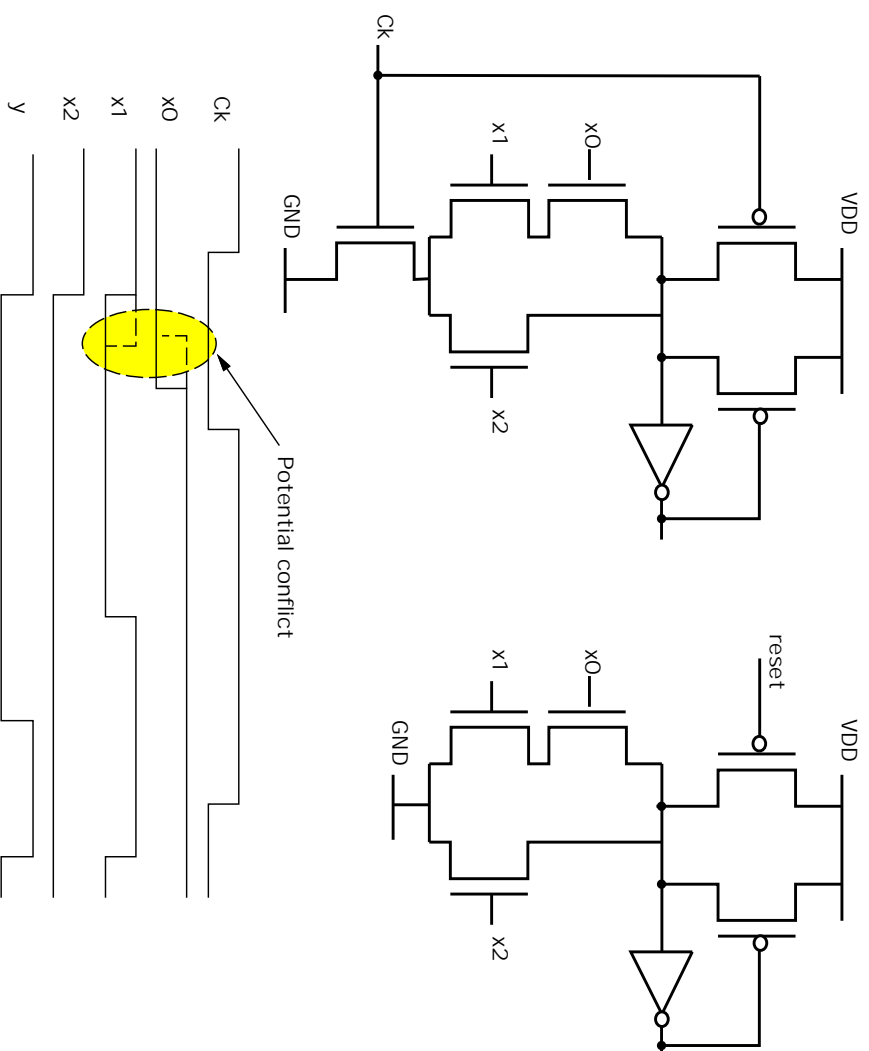 VDD
x0
x1
x2
Ck
GND
VDD
reset
x0
x1
x2
GND
Ck
x0
x1
x2
y
Potential conflict